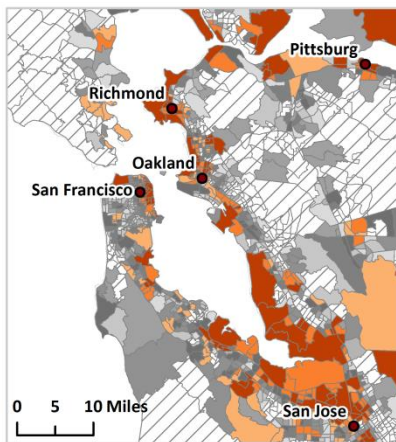 Pittsburg
Richmond
Oakland
San Francisco
San Jose
0 5 10 Miles